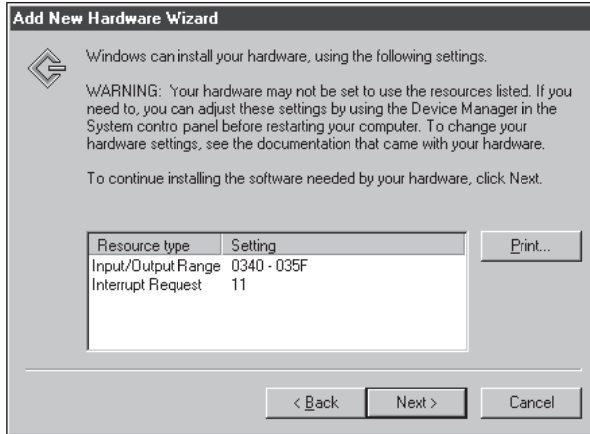 Add New Hardware Wizard
Windows can install your hardware, using the following settings.
WARNING: Your hardware may not be set to use the resources listed. If you
need to, you can adjust these settings by using the Device Manager in the
System contro panel before restarting your computer. To change your
hardware settings, see the documentation that came with your hardware.
To continue installing the software needed by your hardware, click Next.
Resource type Setting
Input/Output Range 0340 - 035F
Interrupt Request 11
Print...
< Back Next > Cancel